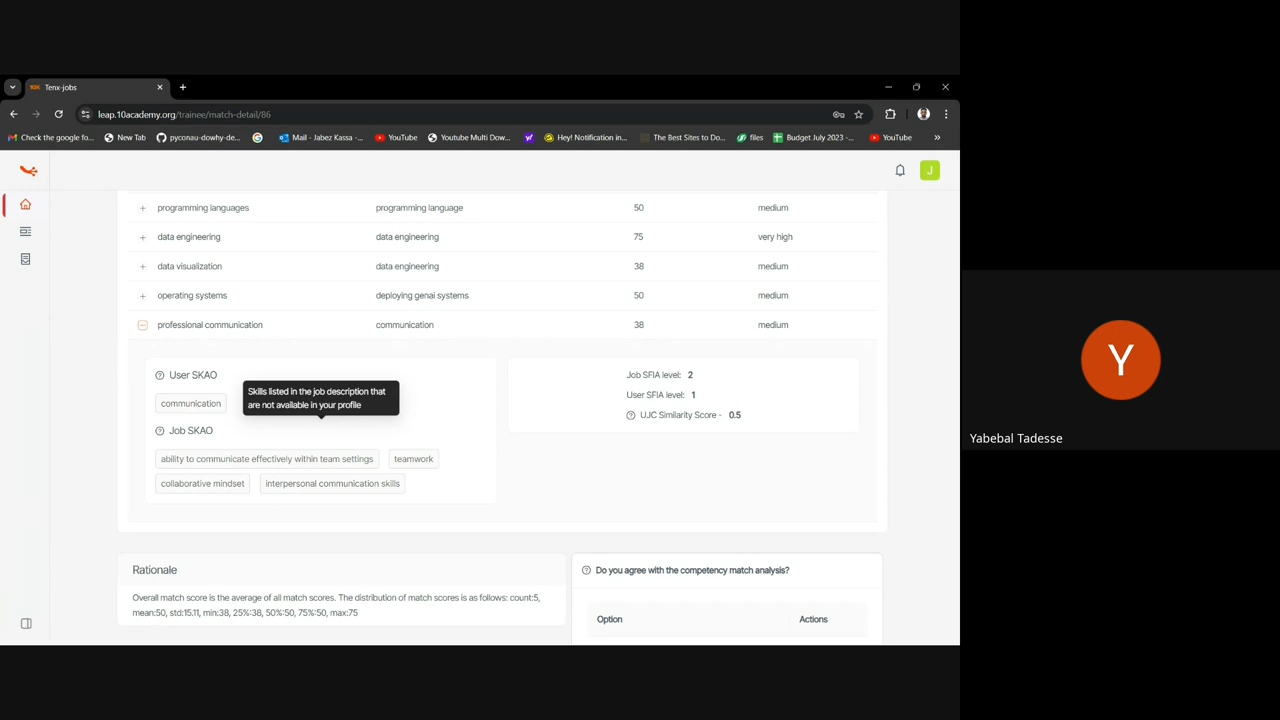 Tenx-jobs
leap.10academy.org/trainee/match-detail/86
Check the google fo... New Tab pyconau-dowhy-de... Mail - Jabez Kassa -... YouTube Youtube Multi Dow... Hey! Notification in... The Best Sites to Do... files Budget July 2023 -... YouTube
J
programming languages programming language 50 medium
data engineering data engineering 75 very high
data visualization data engineering 38 medium
operating systems deploying genai systems 50 medium
professional communication communication 38 medium
User SKAO
Skills listed in the job description that
are not available in your profile
communication
Job SKAO
ability to communicate effectively within team settings teamwork
collaborative mindset interpersonal communication skills
Job SFIA level: 2
User SFIA level: 1
UJC Similarity Score - 0.5
Rationale
Overall match score is the average of all match scores. The distribution of match scores is as follows: count:5,
mean:50, std:15.11, min:38, 25%:38, 50%:50, 75%:50, max:75
Do you agree with the competency match analysis?
Option Actions
Y
Yabebal Tadesse